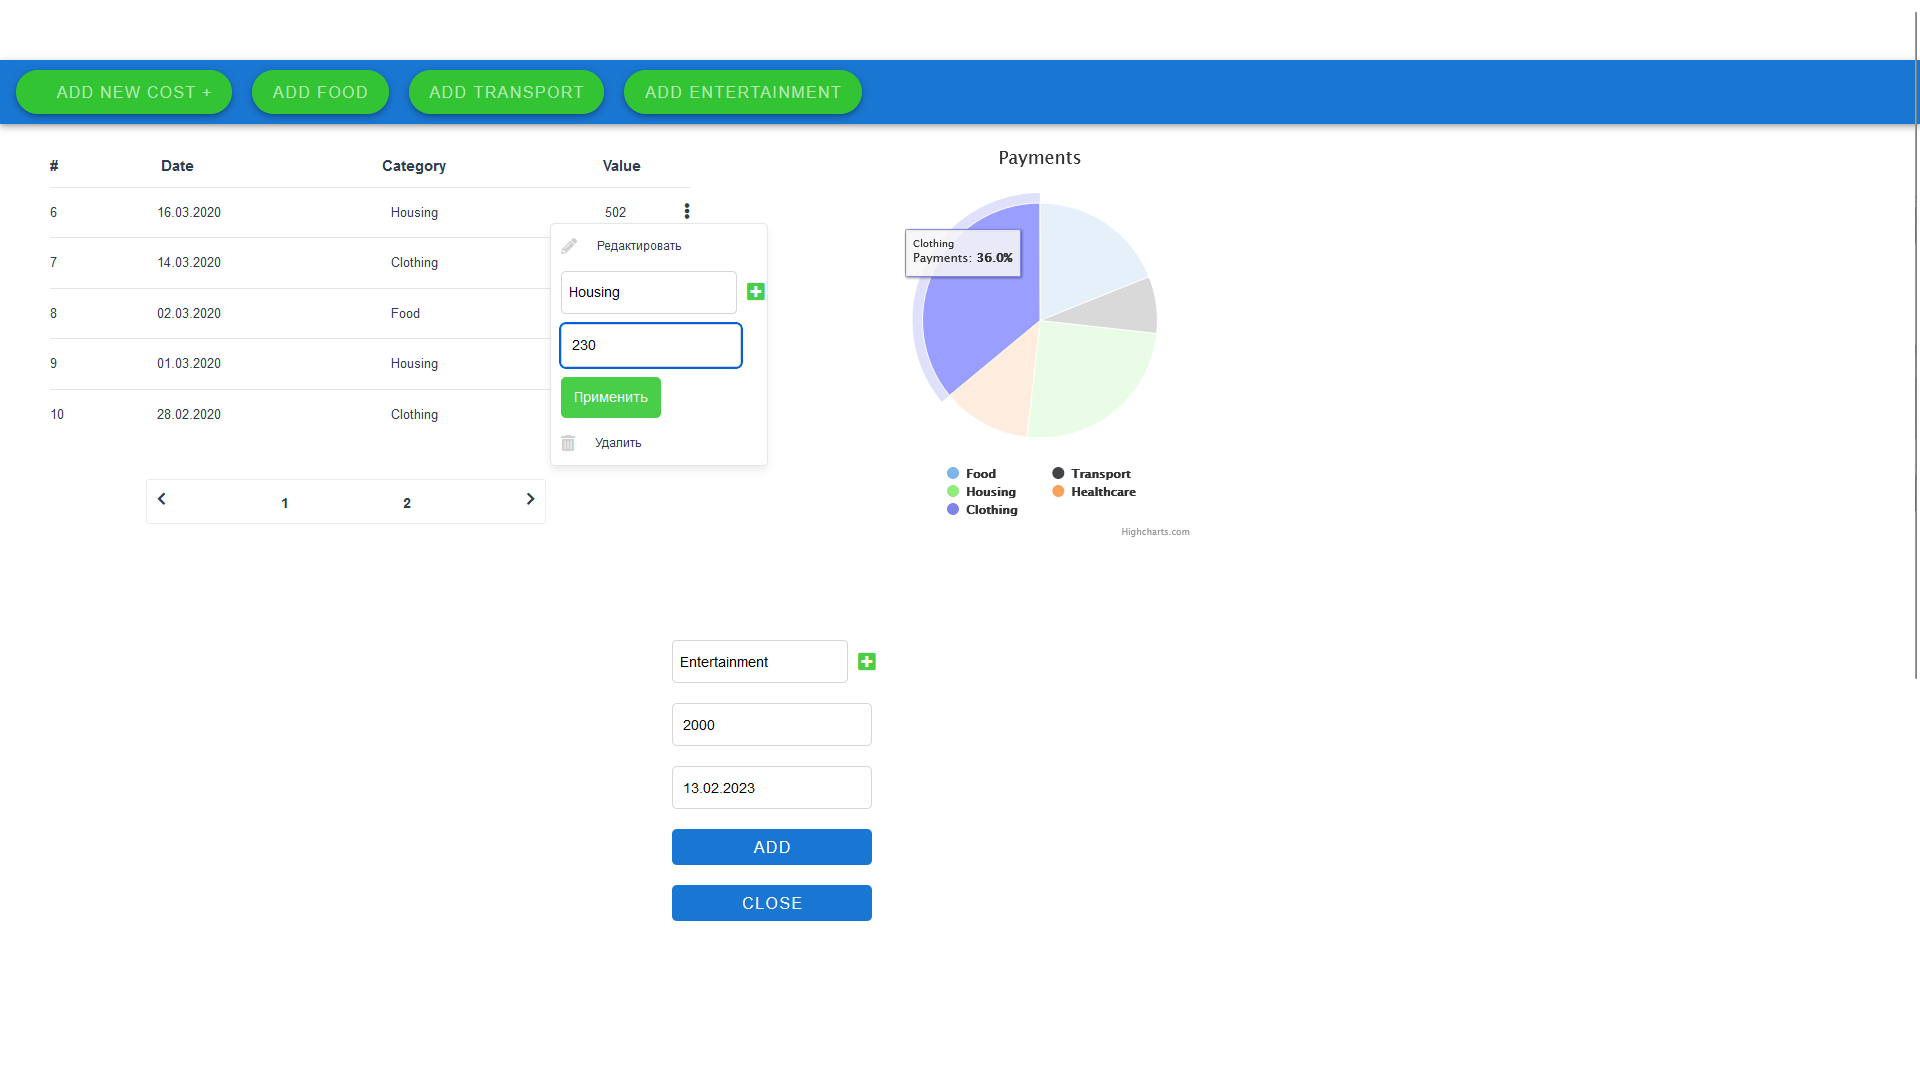 ADD NEW COST + ADD FOOD ADD TRANSPORT ADD ENTERTAINMENT
# Date Category Value
6 16.03.2020 Housing 502
7 14.03.2020 Clothing
8 02.03.2020 Food
9 01.03.2020 Housing
10 28.02.2020 Clothing
Редактировать
Housing
230
Применить
Удалить
1 2
Payments
Clothing
Payments: 36.0%
Food Transport
Housing Healthcare
Clothing
Highcharts.com
Entertainment
2000
13.02.2023
ADD
CLOSE